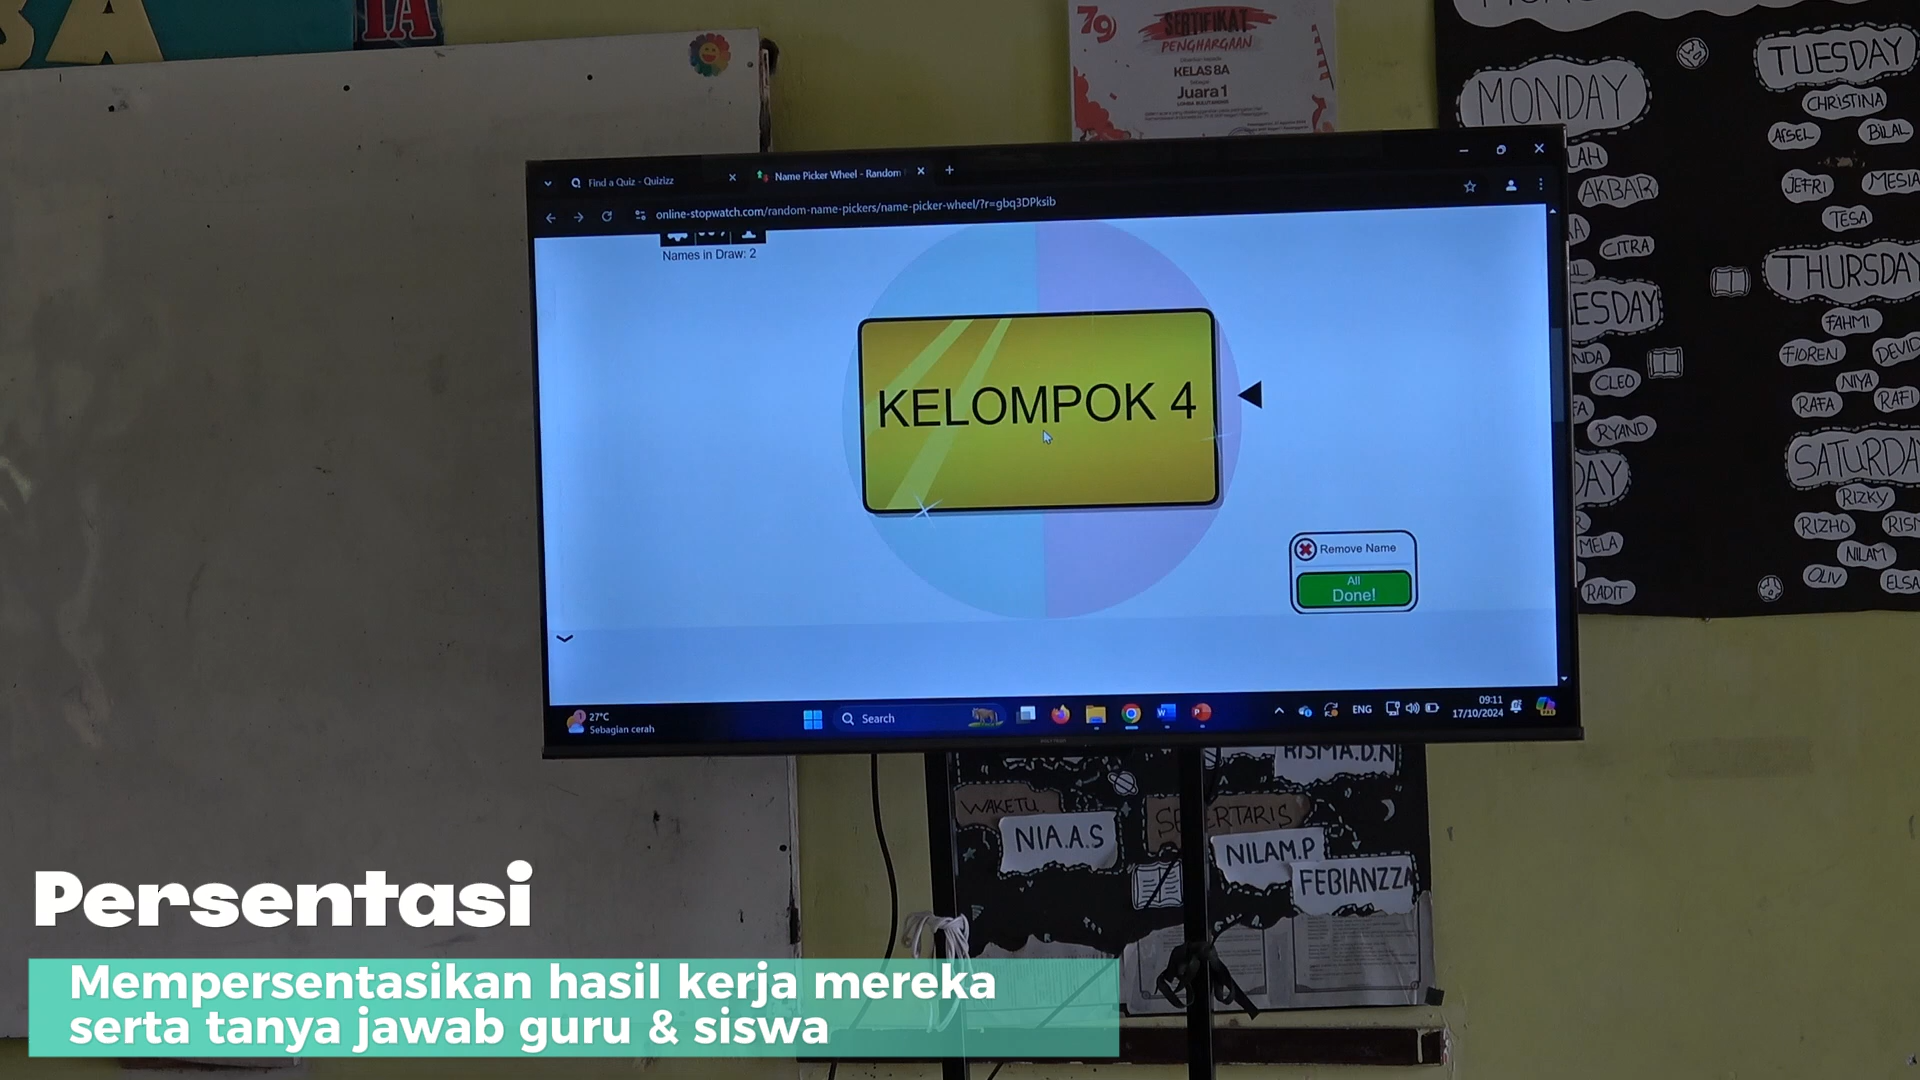 IA
79
SERTIFIKAT
PENGHARGAAN
KELAS 8A
Juara 1
MONDAY
AKBAR
CITRA
CLEO
RYAND
MELA
RADIT
TUESDAY
CHRISTINA
AFSEL
BILAL
JEFRI
MESIA
TESA
THURSDAY
FAHMI
FIOREN
DEVID
NIYA
RAFA
RAFI
SATURDA
RIZKY
RIZHO
NILAM
OLIV
ELSA
Find a Quiz - Quizizz
Name Picker Wheel - Random
online-stopwatch.com/random-name-pickers/name-picker-wheel/?r=gbq3DPksib
Names in Draw: 2
KELOMPOK 4
Remove Name
All
Done!
27°C
Sebagian cerah
Search
ENG
09:11
17/10/2024
RISMA.D.N
WAKETU
NIA.A.S
NILAM.P
FEBIANZZA
Persentasi
Mempersentasikan hasil kerja mereka
serta tanya jawab guru & siswa